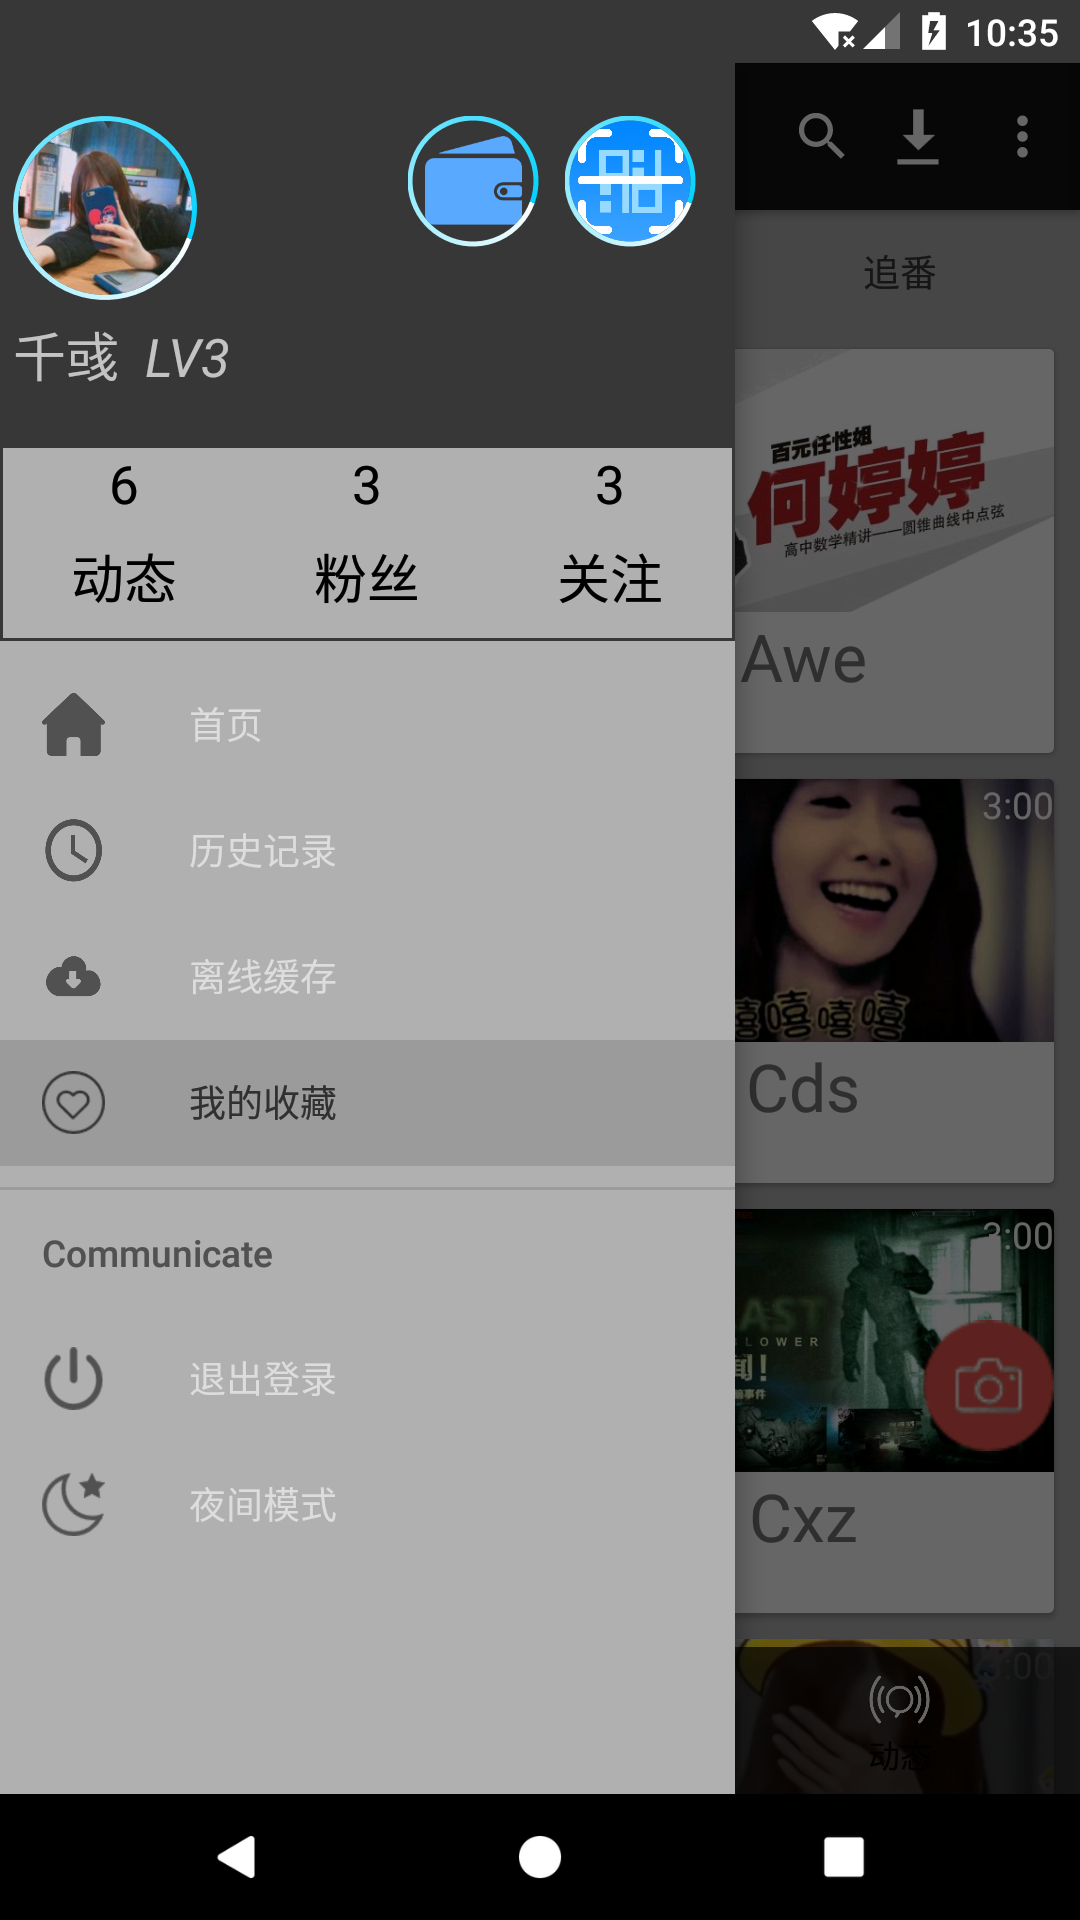 10:35
千彧 LV3
追番
6
3
3
动态
粉丝
关注
百元任性姐
何婷婷
高中数学精讲——圆锥曲线中点弦
Awe
首页
历史记录
离线缓存
我的收藏
3:00
嘻嘻嘻嘻
Cds
Communicate
退出登录
夜间模式
3:00
AST
LOWER
闻!
事件
Cxz
3:00
动态